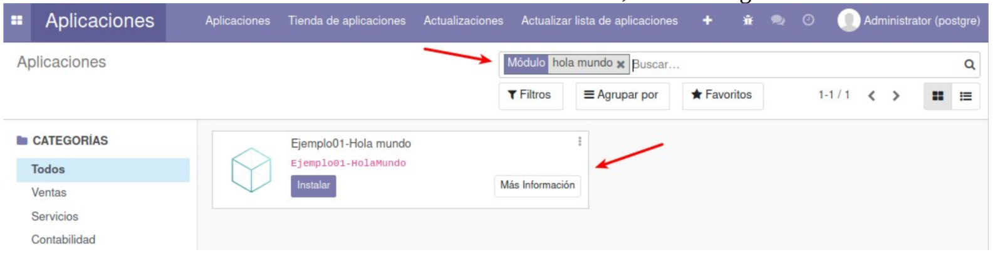 Aplicaciones Aplicaciones Tienda de aplicaciones Actualizaciones Actualizar lista de aplicaciones + Administrator (postgre)
Aplicaciones
Módulo hola mundo × Buscar...
Filtros Agrupar por Favoritos 1-1 / 1
CATEGORÍAS
Todos
Ventas
Servicios
Contabilidad
Ejemplo01-Hola mundo
Ejemplo01-HolaMundo
Instalar Más Información